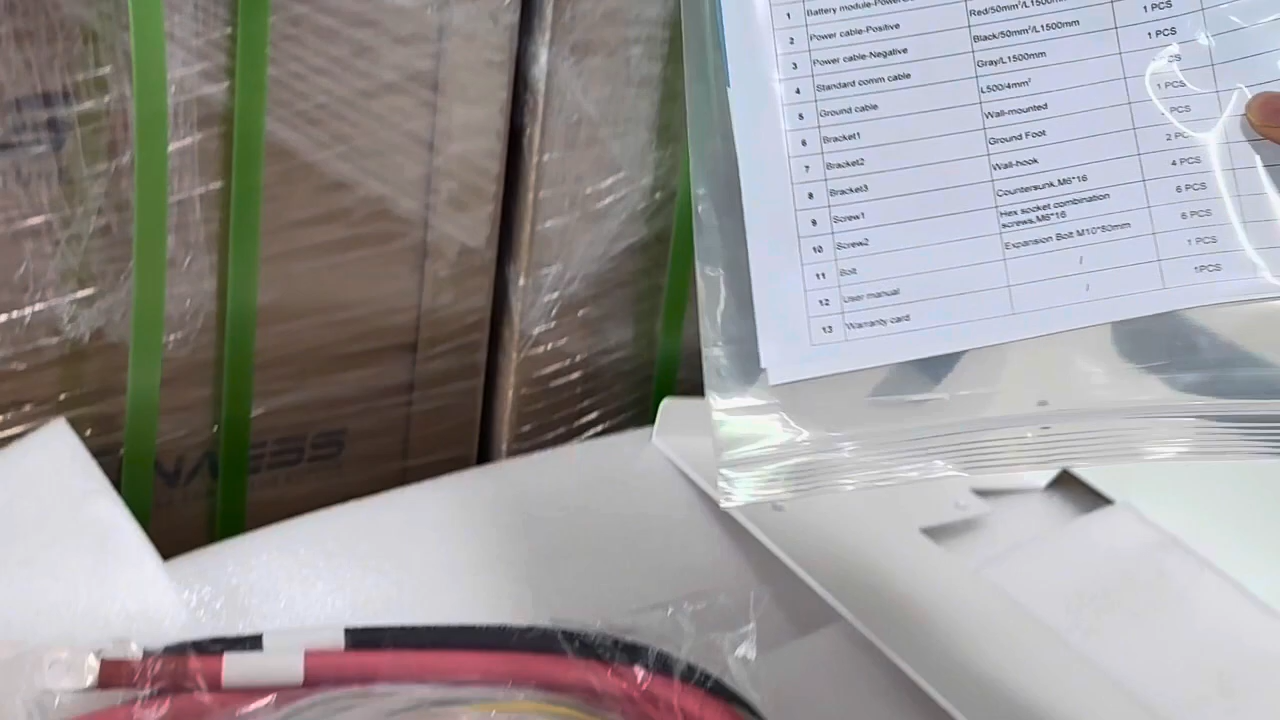 1 Battery module-Power
2 Power cable-Positive Red/50mm²/L1500mm
3 Power cable-Negative Black/50mm²/L1500mm 1 PCS
4 Standard comm cable Gray/L1500mm 1 PCS
5 Ground cable L500/4mm² CS
6 Bracket1 Wall-mounted 1 PCS
7 Bracket2 Ground Foot PCS
8 Bracket3 Wall-hook 2 PC
9 Screw1 Countersunk,M6*16 4 PCS
10 Screw2 Hex socket combination screws,M6*16 6 PCS
11 Bolt Expansion Bolt M10*80mm 6 PCS
12 User manual / 1 PCS
13 Warranty card / 1PCS